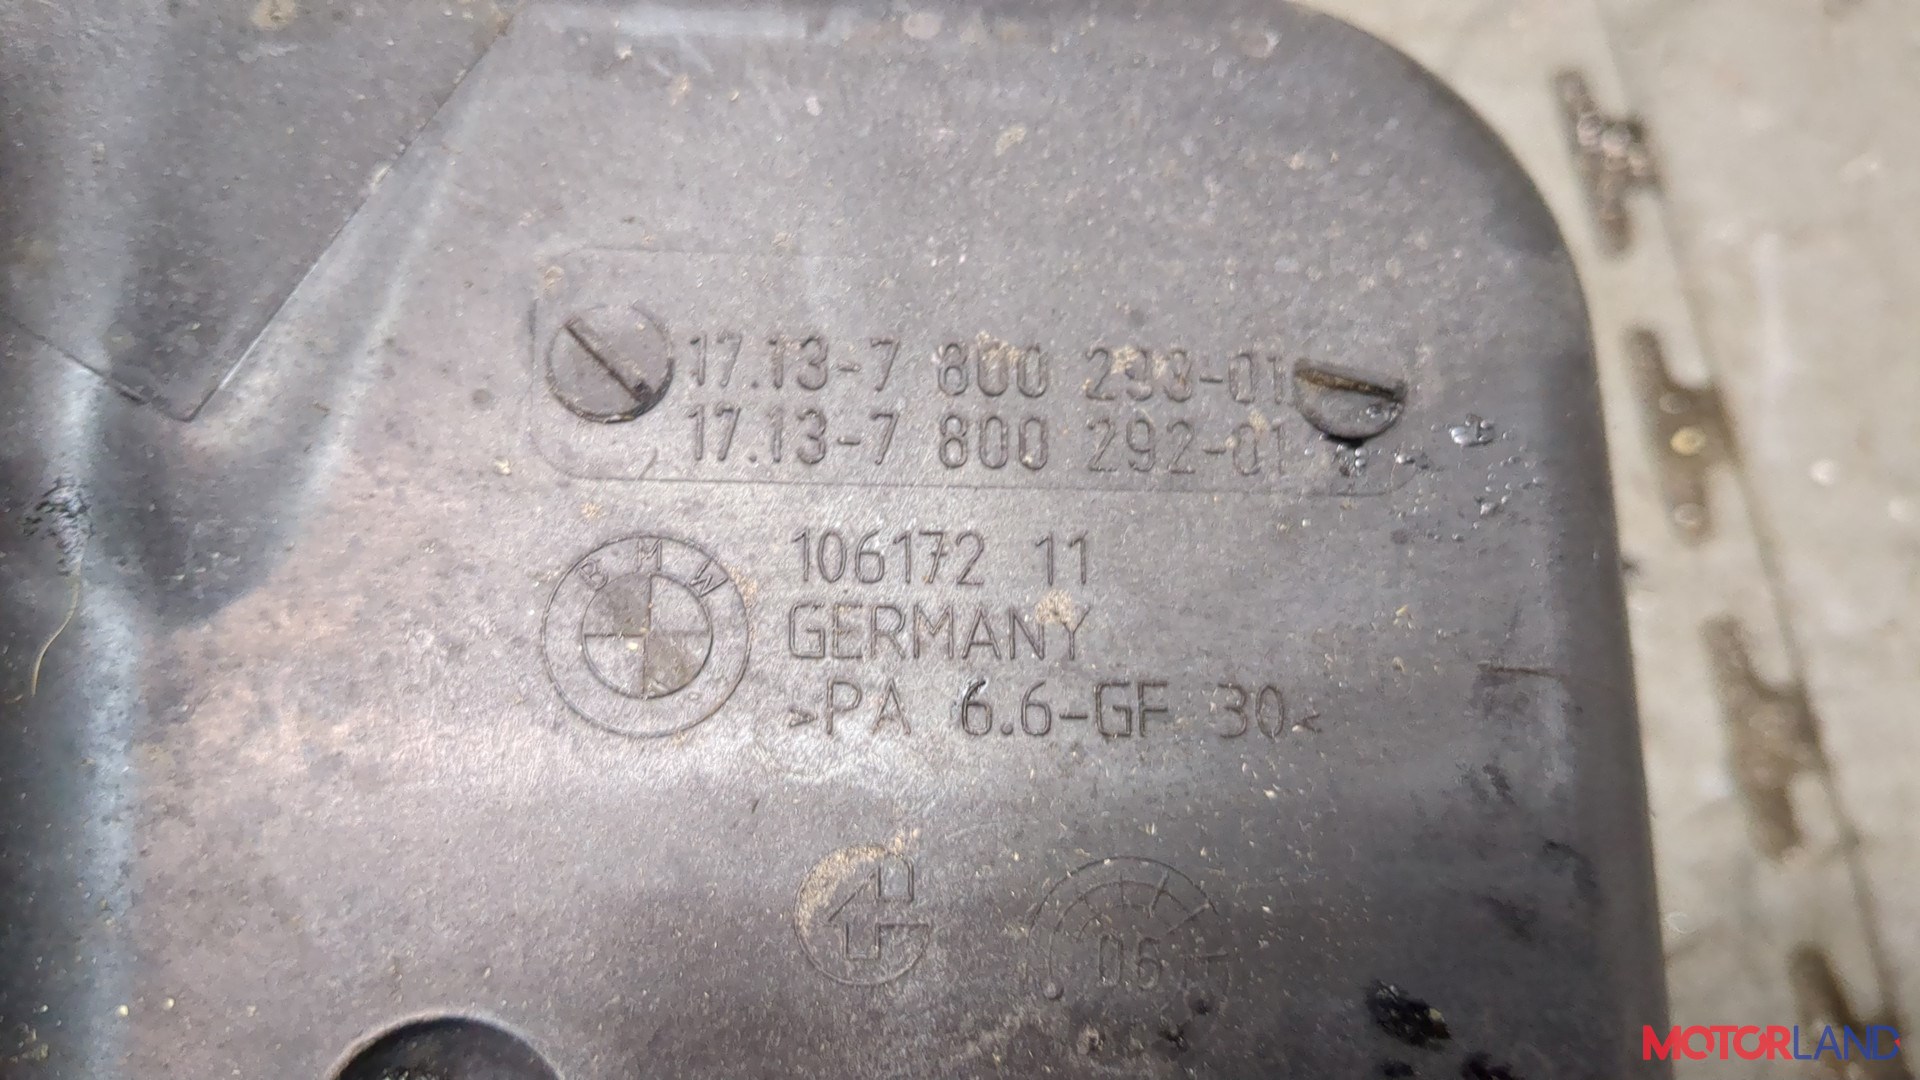 17.13-7 800 293-01
17.13-7 800 292-01
BMW
106172 11
GERMANY
>PA 6.6-GF 30<
06
MOTORLAND